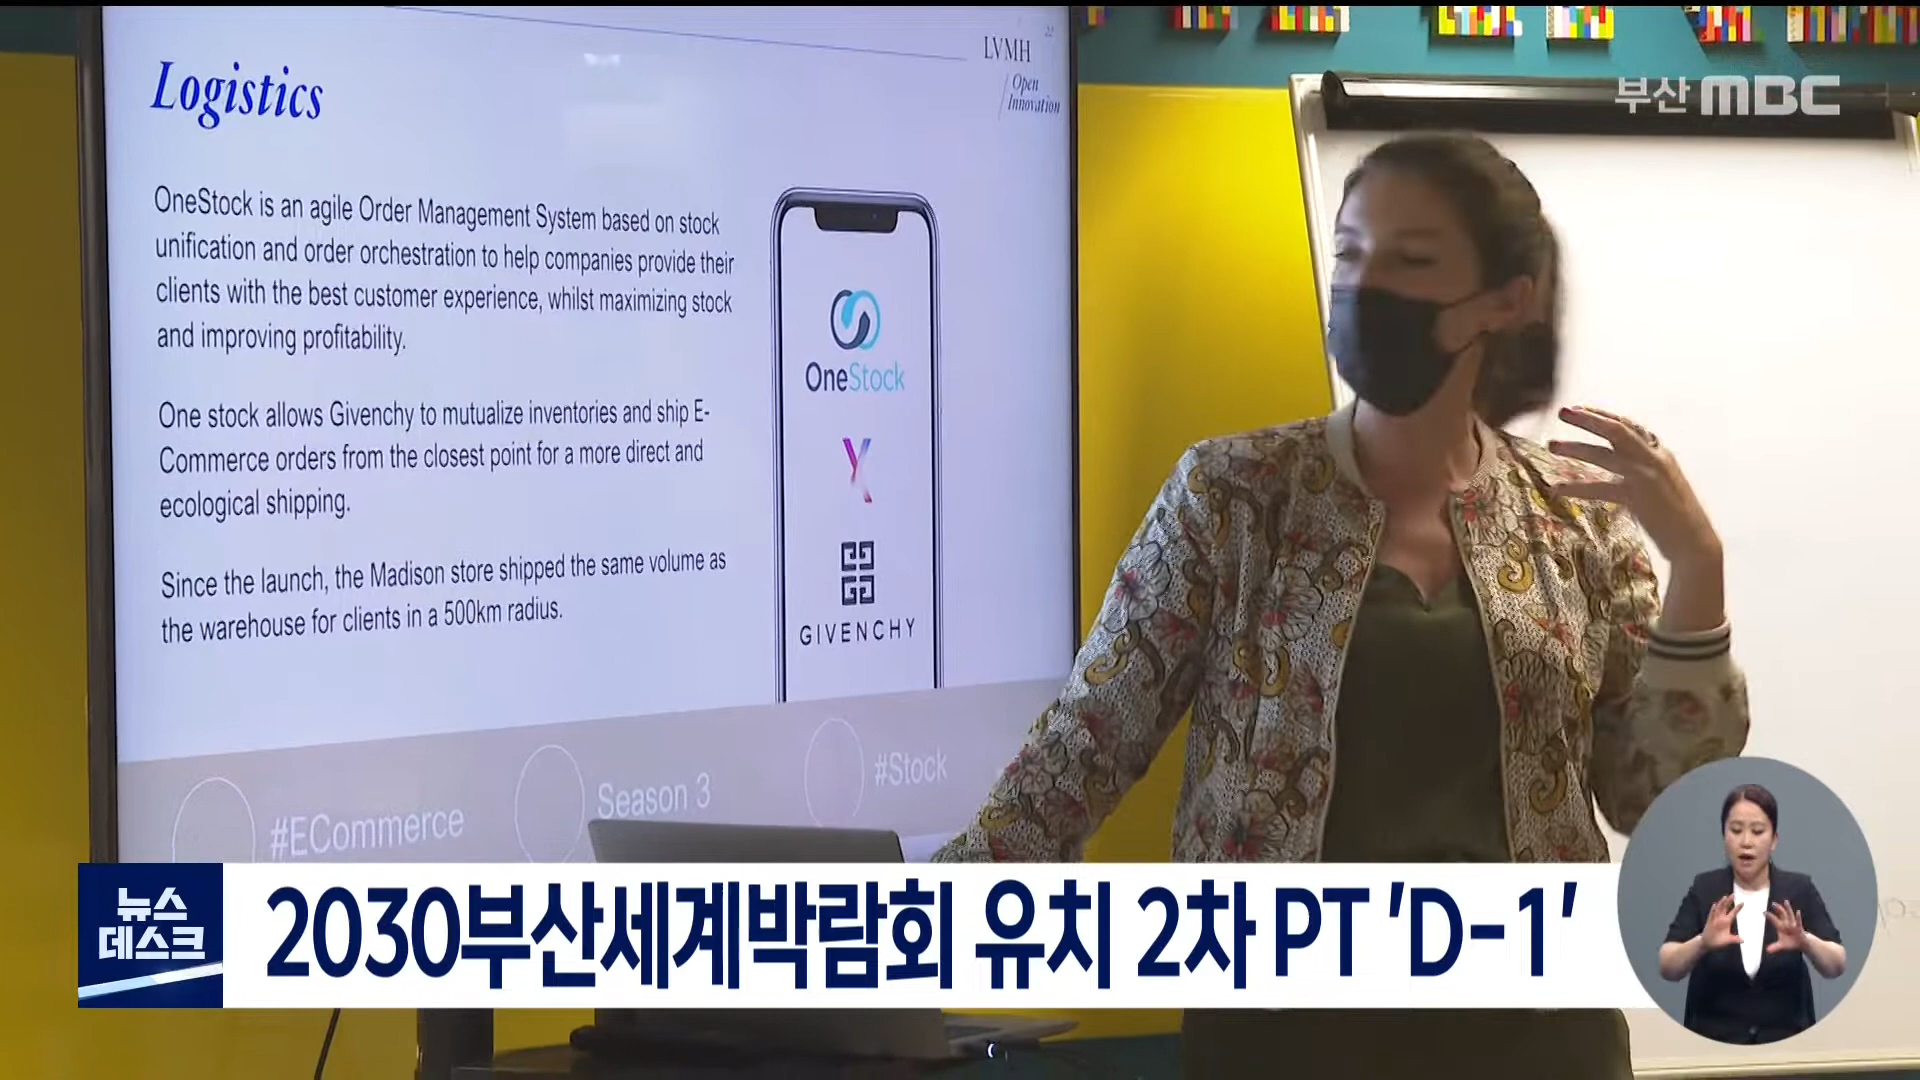 22
LVMH
Open
Innovation
Logistics
부산 MBC
OneStock is an agile Order Management System based on stock
unification and order orchestration to help companies provide their
clients with the best customer experience, whilst maximizing stock
and improving profitability.
One stock allows Givenchy to mutualize inventories and ship E-
Commerce orders from the closest point for a more direct and
ecological shipping.
Since the launch, the Madison store shipped the same volume as
the warehouse for clients in a 500km radius.
OneStock
X
GIVENCHY
#ECommerce
Season 3
#Stock
뉴스
데스크
2030부산세계박람회 유치 2차 PT 'D-1'